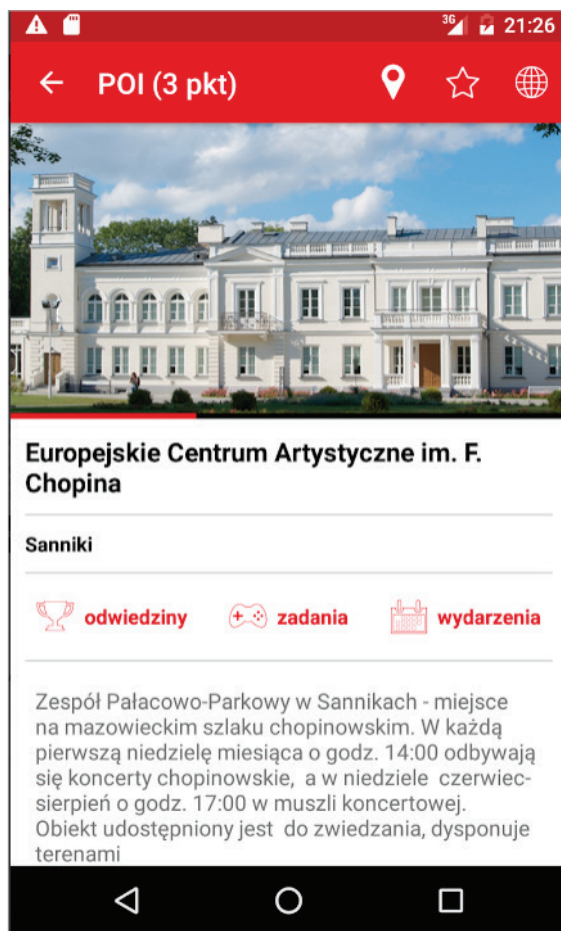 3G 21:26
POI (3 pkt)
Europejskie Centrum Artystyczne im. F.
Chopina
Sanniki
odwiedziny zadania wydarzenia
Zespół Pałacowo-Parkowy w Sannikach - miejsce
na mazowieckim szlaku chopinowskim. W każdą
pierwszą niedzielę miesiąca o godz. 14:00 odbywają
się koncerty chopinowskie, a w niedziele czerwiec-
sierpień o godz. 17:00 w muszli koncertowej.
Obiekt udostępniony jest do zwiedzania, dysponuje
terenami